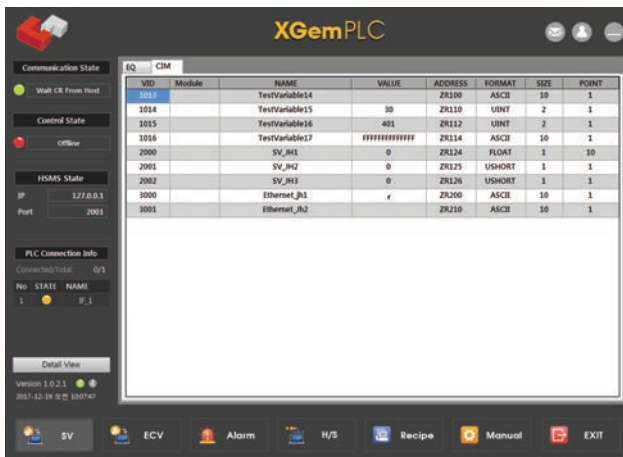 XGemPLC
Communication State
Wait CR From Host
Control State
Offline
HSMS State
IP 127.0.0.1
Port 2001
PLC Connection Info
Connected/Total: 0/1
No STATE NAME
1 IF_1
Detail View
Version 1.0.2.1
2017-12-19 오전 10:07:47
EQ CIM
VID Module NAME VALUE ADDRESS FORMAT SIZE POINT
1013 TestVariable14 ZR100 ASCII 10 1
1014 TestVariable15 30 ZR110 UINT 2 1
1015 TestVariable16 401 ZR112 UINT 2 1
1016 TestVariable17 FFFFFFFFFFFFFF ZR114 ASCII 10 1
2000 SV_JH1 0 ZR124 FLOAT 1 10
2001 SV_JH2 0 ZR125 USHORT 1 1
2002 SV_JH3 0 ZR126 USHORT 1 1
3000 Ethernet_jh1 r ZR200 ASCII 10 1
3001 Ethernet_Jh2 ZR210 ASCII 10 1
SV ECV Alarm H/S Recipe Manual EXIT